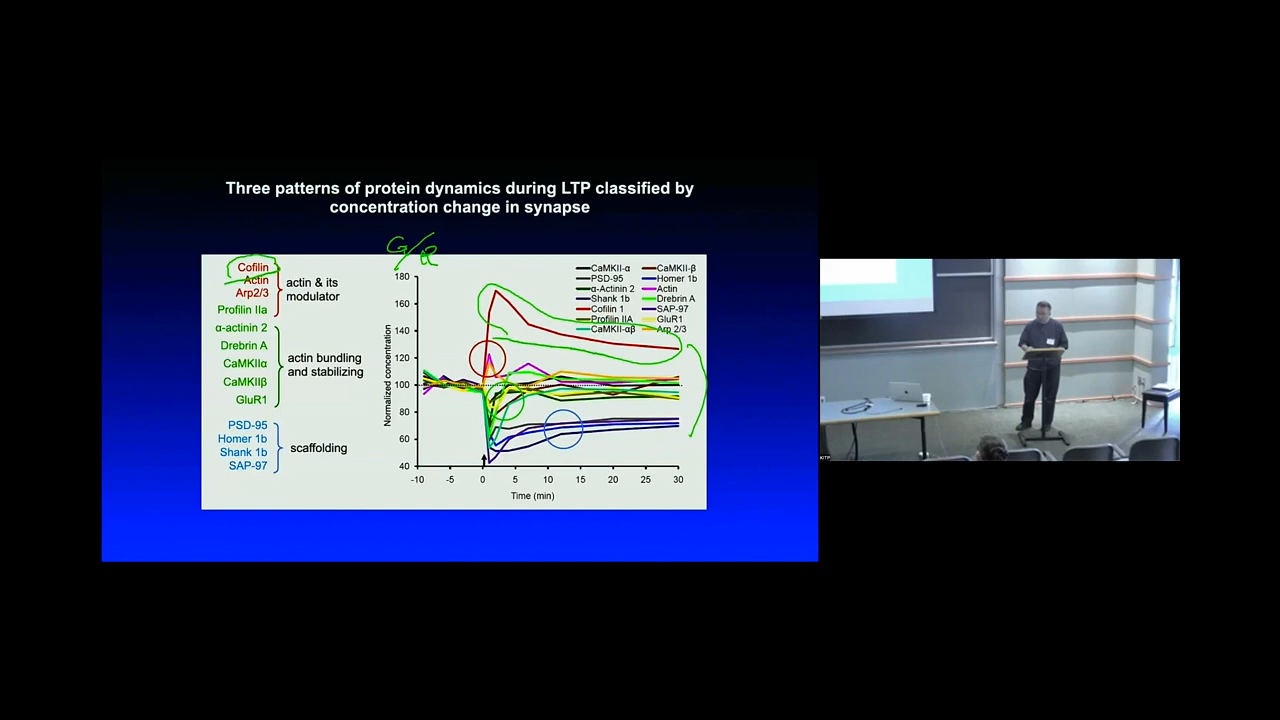 Three patterns of protein dynamics during LTP classified by
concentration change in synapse
G/R
Cofilin
Actin
Arp2/3
Profilin IIa
actin & its
modulator
α-actinin 2
Drebrin A
CaMKIIα
CaMKIIβ
GluR1
actin bundling
and stabilizing
PSD-95
Homer 1b
Shank 1b
SAP-97
scaffolding
Normalized concentration
180
160
140
120
100
80
60
40
-10 -5 0 5 10 15 20 25 30
Time (min)
CaMKII-α CaMKII-β
PSD-95 Homer 1b
α-Actinin 2 Actin
Shank 1b Drebrin A
Cofilin 1 SAP-97
Profilin IIA GluR1
CaMKII-αβ Arp 2/3
KITP